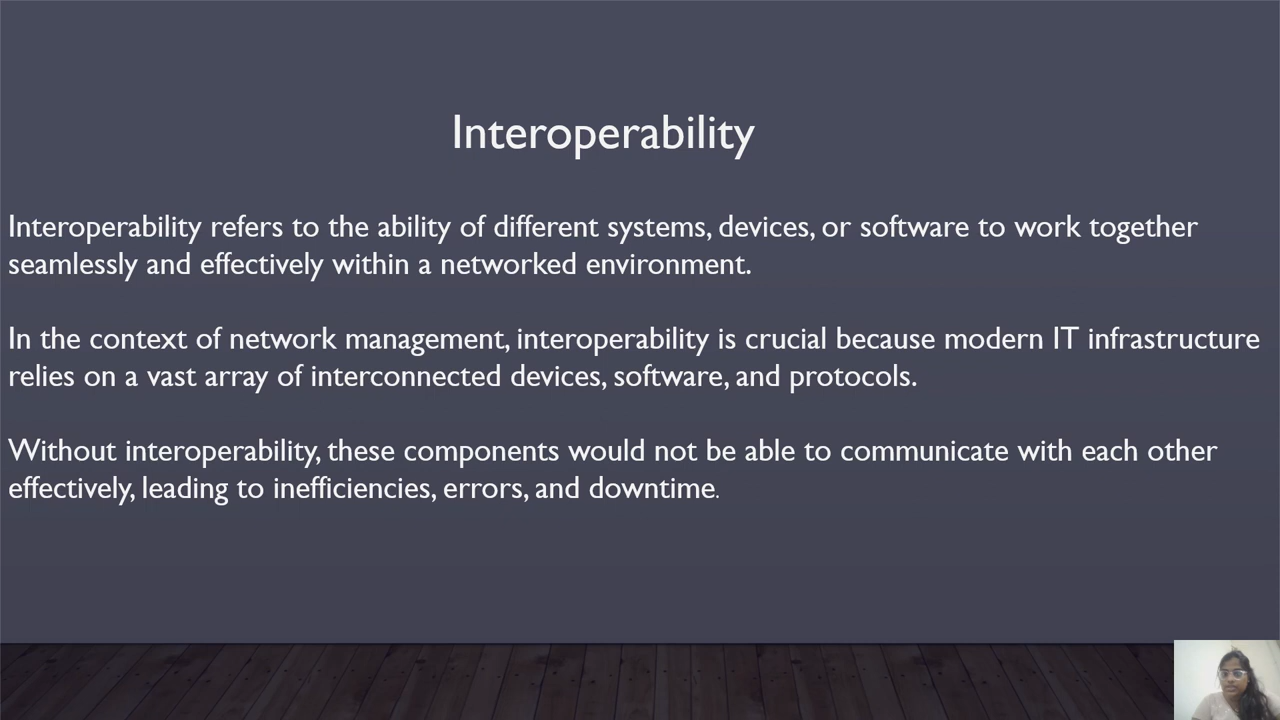 Interoperability
Interoperability refers to the ability of different systems, devices, or software to work together
seamlessly and effectively within a networked environment.
In the context of network management, interoperability is crucial because modern IT infrastructure
relies on a vast array of interconnected devices, software, and protocols.
Without interoperability, these components would not be able to communicate with each other
effectively, leading to inefficiencies, errors, and downtime.